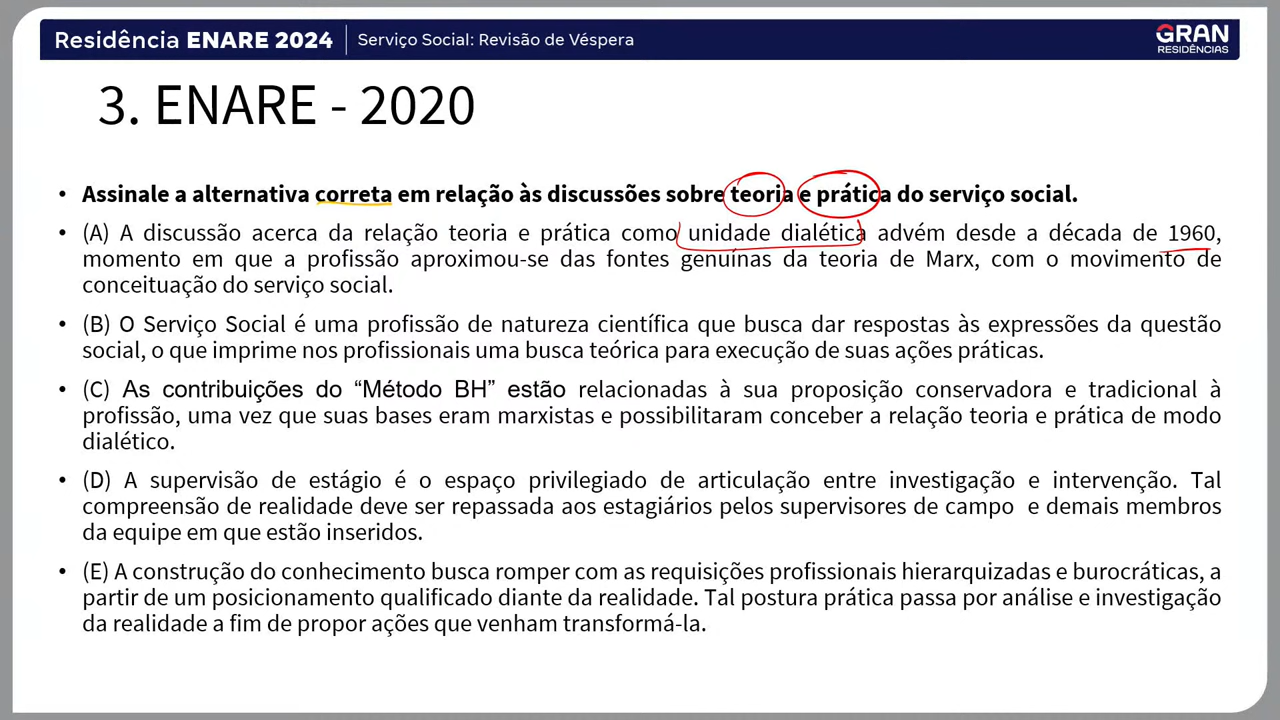 Residência ENARE 2024 | Serviço Social: Revisão de Véspera
GRAN
RESIDÊNCIAS
3. ENARE - 2020
• Assinale a alternativa correta em relação às discussões sobre teoria e prática do serviço social.
• (A) A discussão acerca da relação teoria e prática como unidade dialética advém desde a década de 1960,
momento em que a profissão aproximou-se das fontes genuínas da teoria de Marx, com o movimento de
conceituação do serviço social.
• (B) O Serviço Social é uma profissão de natureza científica que busca dar respostas às expressões da questão
social, o que imprime nos profissionais uma busca teórica para execução de suas ações práticas.
• (C) As contribuições do “Método BH” estão relacionadas à sua proposição conservadora e tradicional à
profissão, uma vez que suas bases eram marxistas e possibilitaram conceber a relação teoria e prática de modo
dialético.
• (D) A supervisão de estágio é o espaço privilegiado de articulação entre investigação e intervenção. Tal
compreensão de realidade deve ser repassada aos estagiários pelos supervisores de campo e demais membros
da equipe em que estão inseridos.
• (E) A construção do conhecimento busca romper com as requisições profissionais hierarquizadas e burocráticas, a
partir de um posicionamento qualificado diante da realidade. Tal postura prática passa por análise e investigação
da realidade a fim de propor ações que venham transformá-la.